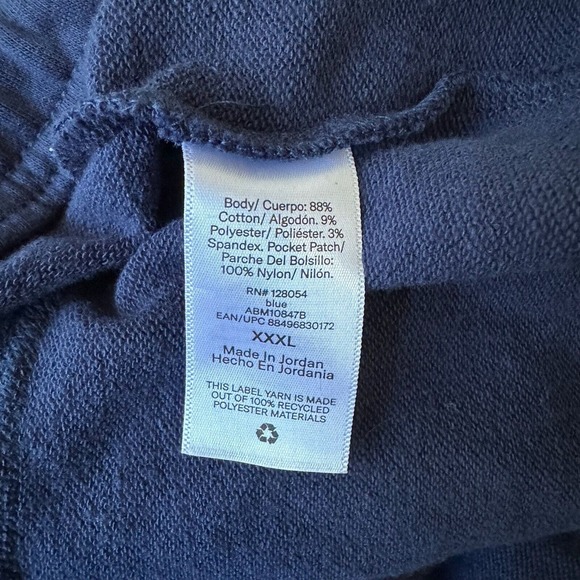 Body/ Cuerpo: 88%
Cotton/ Algodón. 9%
Polyester/ Poliéster. 3%
Spandex. Pocket Patch/
Parche Del Bolsillo:
100% Nylon/ Nilón.
RN# 128054
blue
ABM10847B
EAN/UPC 88496830172
XXXL
Made In Jordan
Hecho En Jordania
THIS LABEL YARN IS MADE
OUT OF 100% RECYCLED
POLYESTER MATERIALS